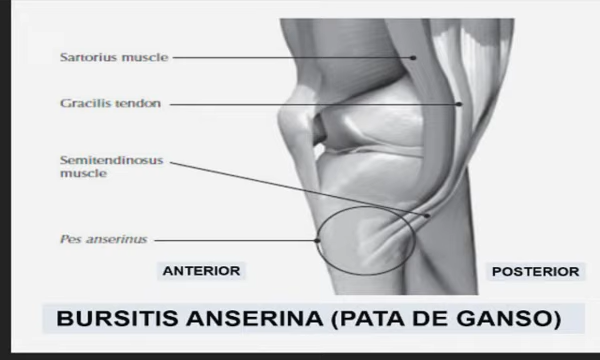 Sartorius muscle
Gracilis tendon
Semitendinosus
muscle
Pes anserinus
ANTERIOR
POSTERIOR
BURSITIS ANSERINA (PATA DE GANSO)